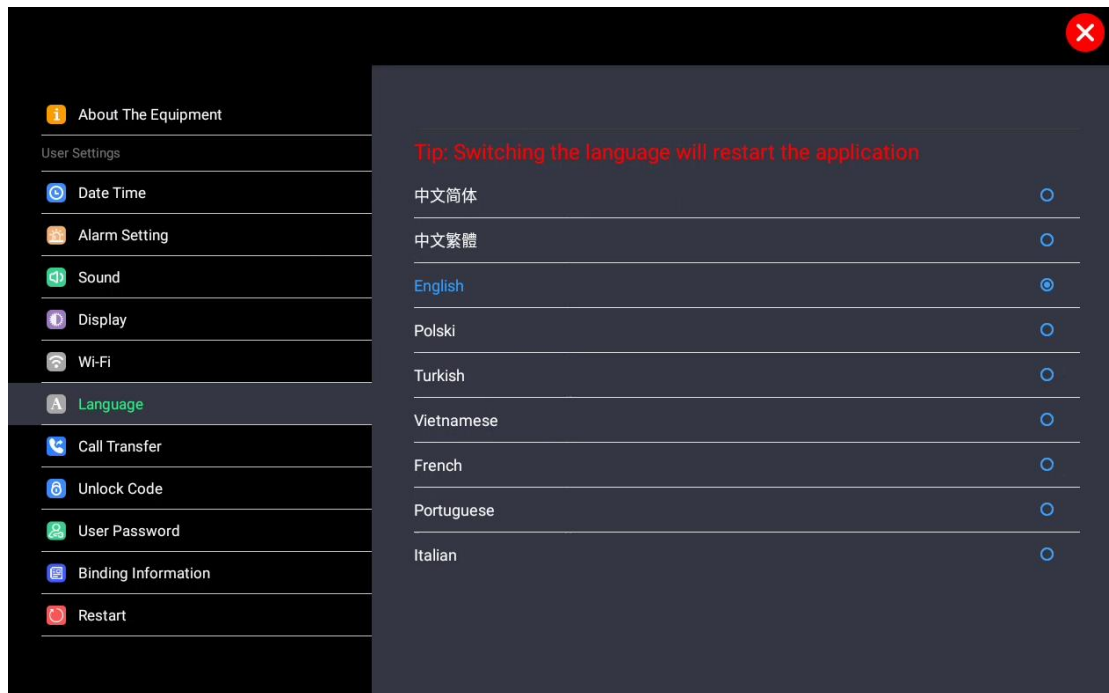 About The Equipment
User Settings
Date Time
Alarm Setting
Sound
Display
Wi-Fi
A Language
Call Transfer
Unlock Code
User Password
Binding Information
Restart
Tip: Switching the language will restart the application
中文简体
中文繁體
English
Polski
Turkish
Vietnamese
French
Portuguese
Italian